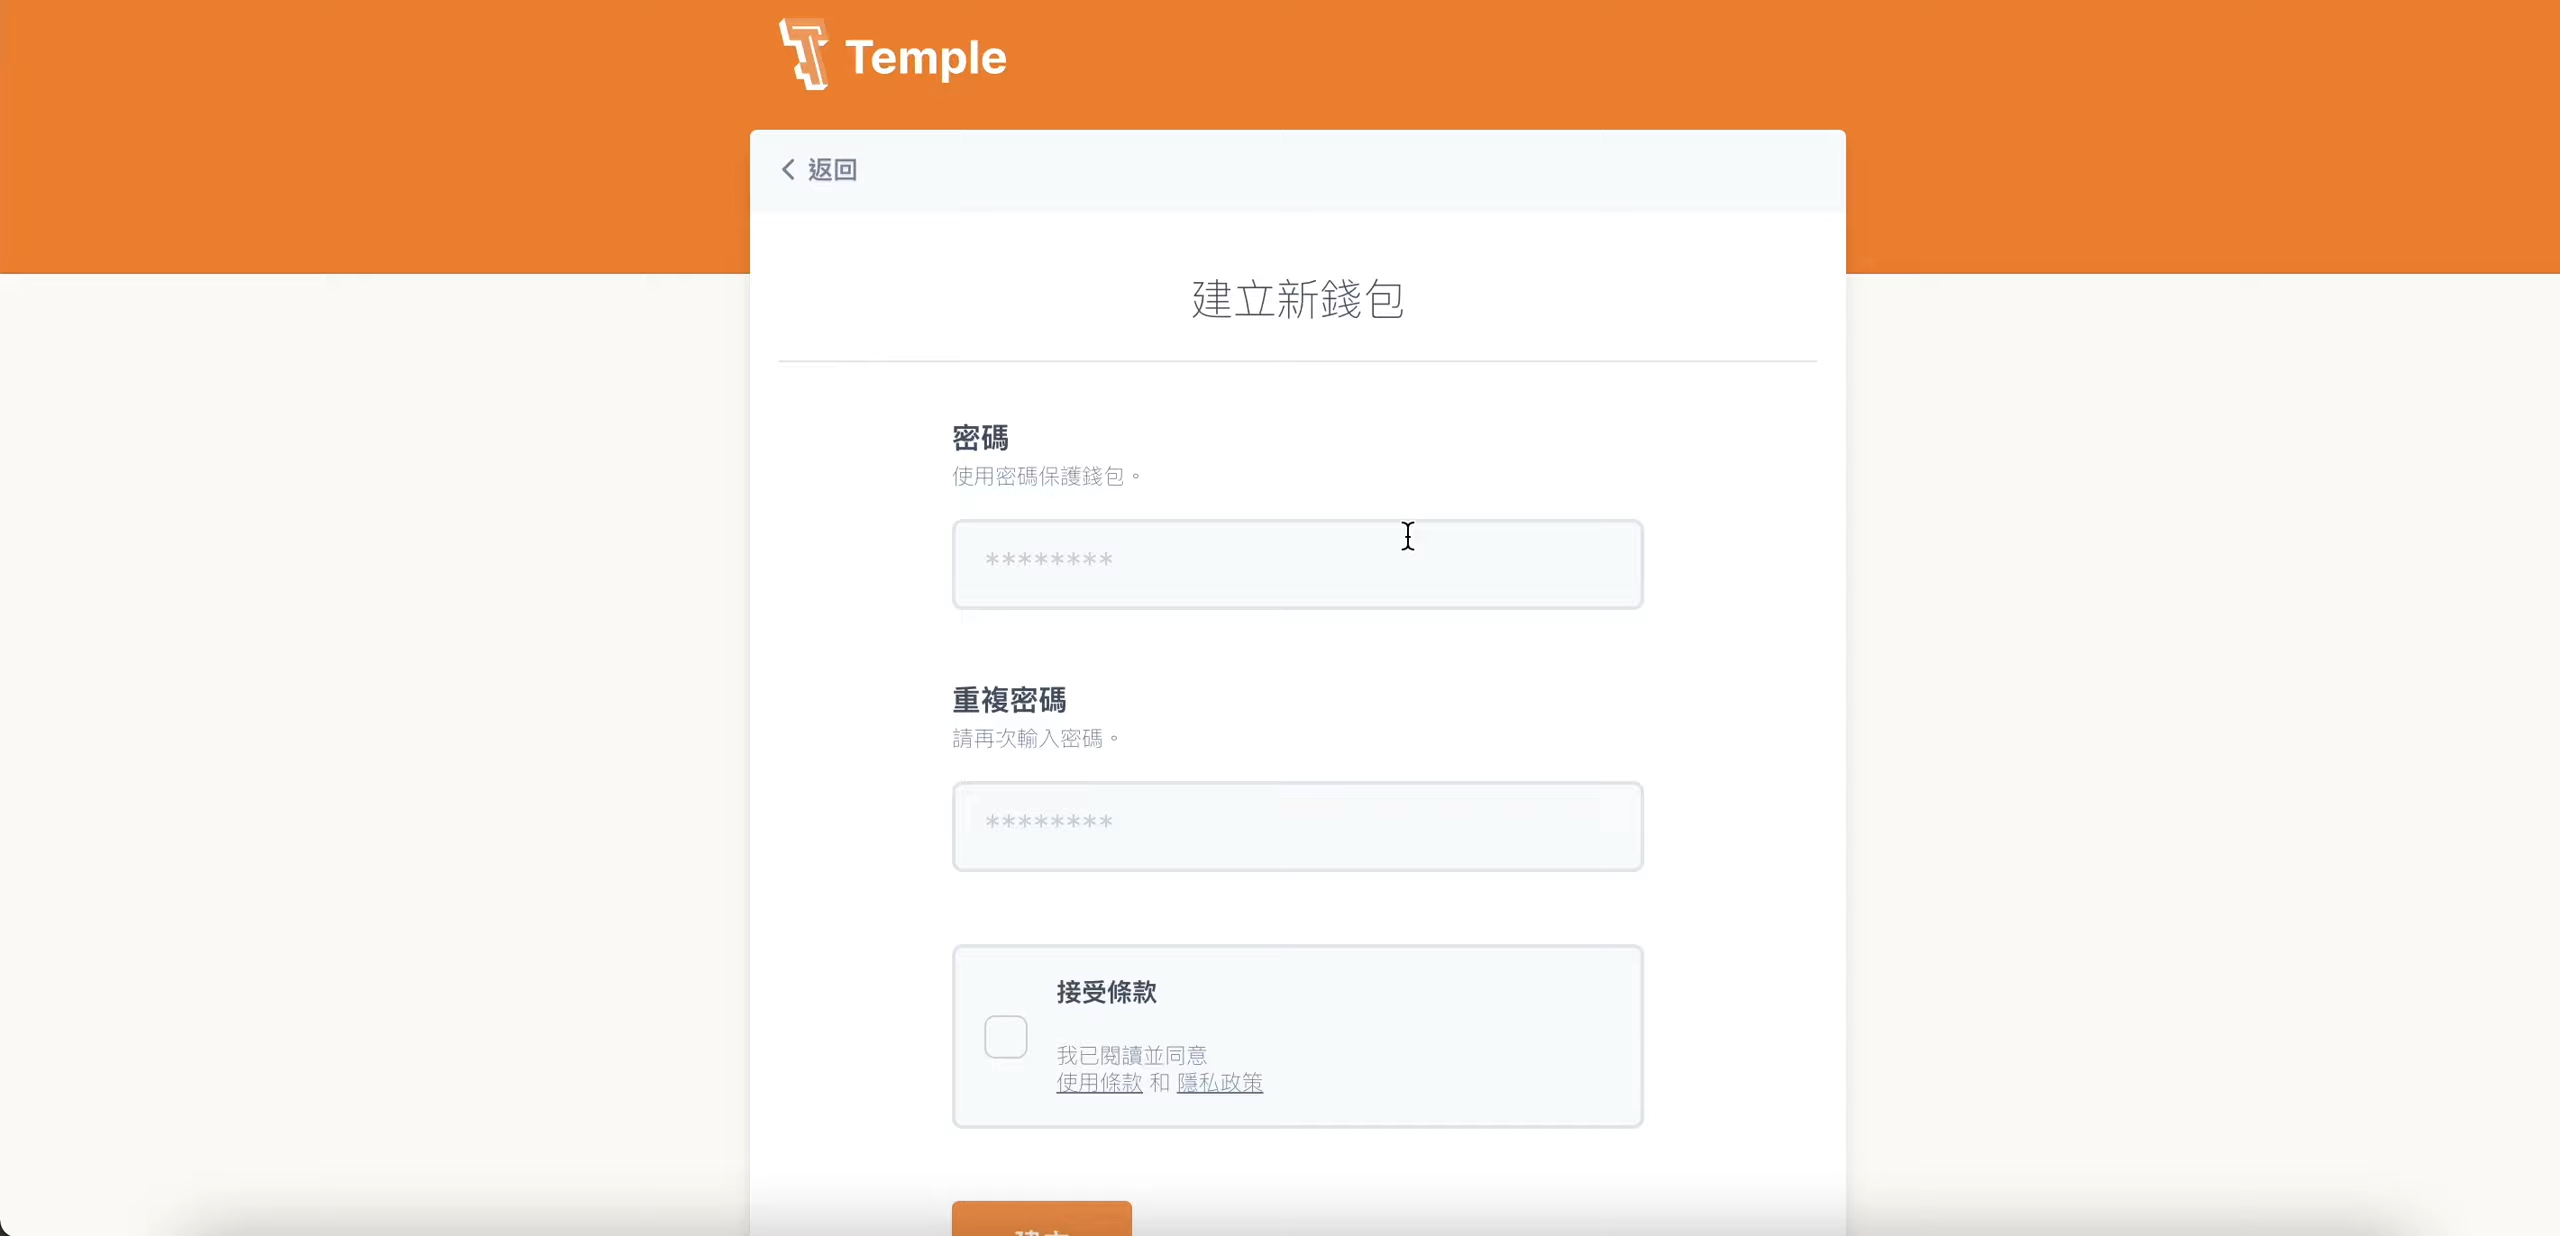 Temple
返回
建立新錢包
密碼
使用密碼保護錢包。
********
重複密碼
請再次輸入密碼。
********
接受條款
我已閱讀並同意
使用條款 和 隱私政策